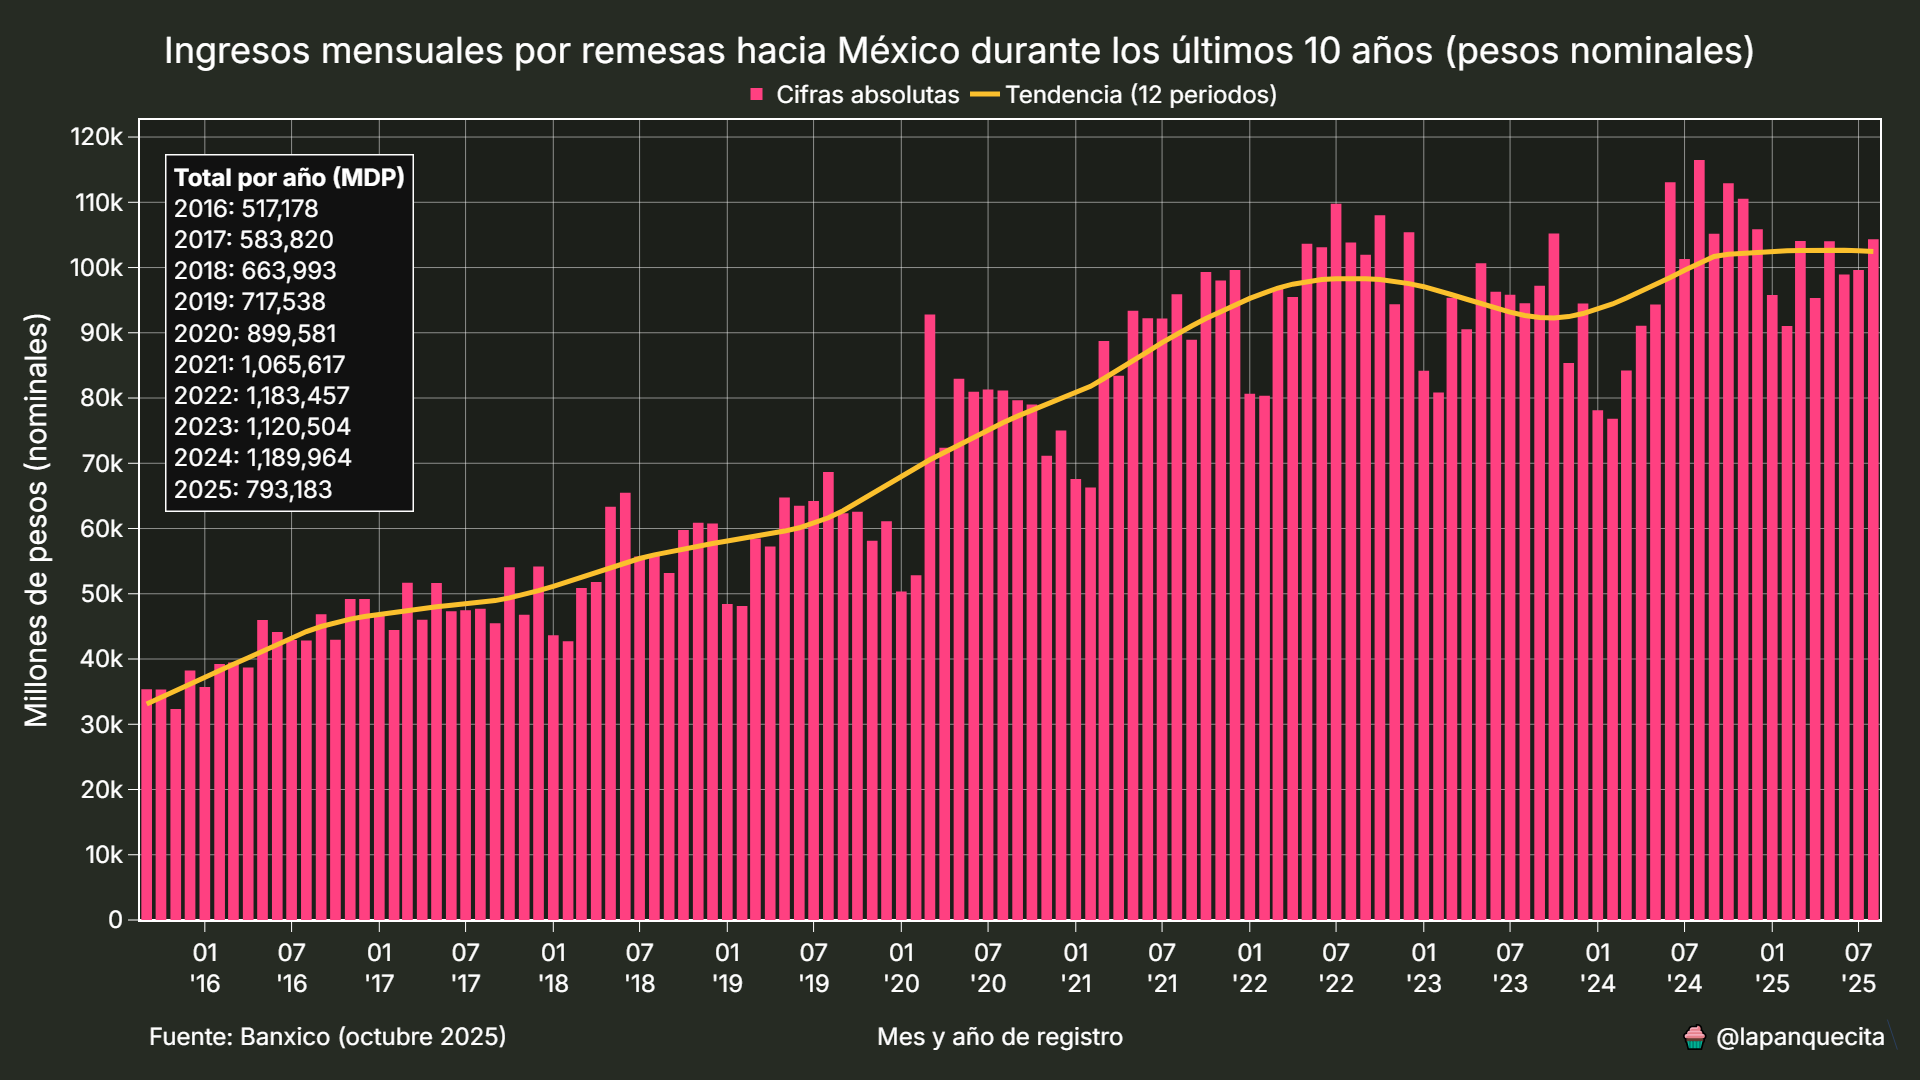 Ingresos mensuales por remesas hacia México durante los últimos 10 años (pesos nominales)
Cifras absolutas Tendencia (12 periodos)
Millones de pesos (nominales)
120k
110k
100k
90k
80k
70k
60k
50k
40k
30k
20k
10k
0
Total por año (MDP)
2016: 517,178
2017: 583,820
2018: 663,993
2019: 717,538
2020: 899,581
2021: 1,065,617
2022: 1,183,457
2023: 1,120,504
2024: 1,189,964
2025: 793,183
01 07 01 07 01 07 01 07 01 07 01 07 01 07 01 07 01 07 01 07
'16 '16 '17 '17 '18 '18 '19 '19 '20 '20 '21 '21 '22 '22 '23 '23 '24 '24 '25 '25
Fuente: Banxico (octubre 2025) Mes y año de registro @lapanquecita